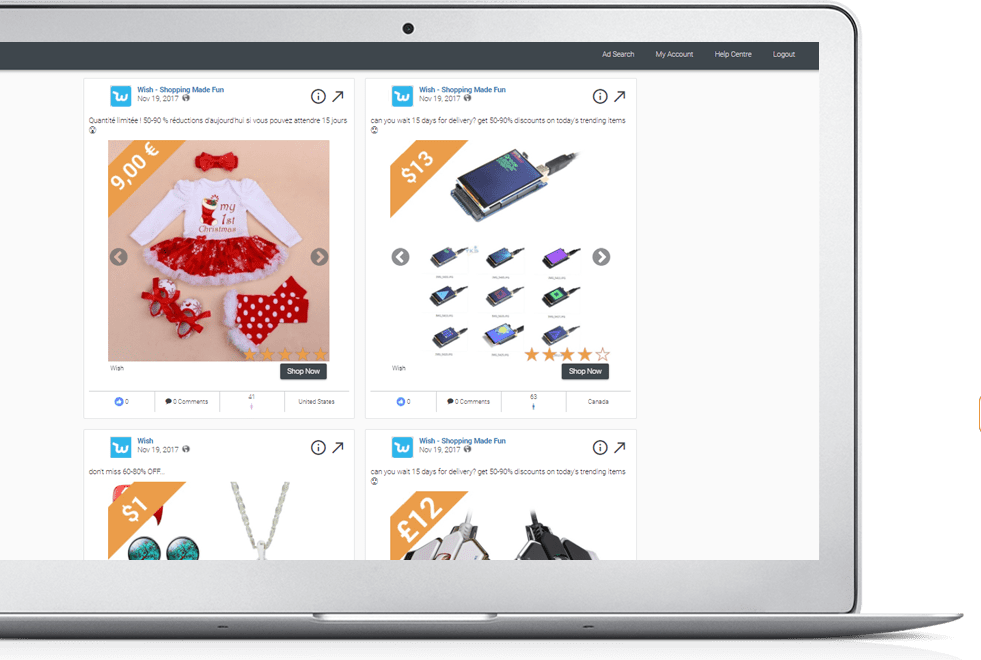 Ad Search
My Account
Help Centre
Logout
Wish - Shopping Made Fun
Nov 19, 2017
Quantité limitée ! 50-90 % réductions d'aujourd'hui si vous pouvez attendre 15 jours
9,00 €
my
1st
Christmas
Wish
Shop Now
0
0 Comments
41
United States
Wish - Shopping Made Fun
Nov 19, 2017
can you wait 15 days for delivery? get 50-90% discounts on today's trending items
$13
Wish
Shop Now
0
0 Comments
63
Canada
Wish
Nov 19, 2017
don't miss 60-80% OFF...
$1
Wish - Shopping Made Fun
Nov 19, 2017
can you wait 15 days for delivery? get 50-90% discounts on today's trending items
£12